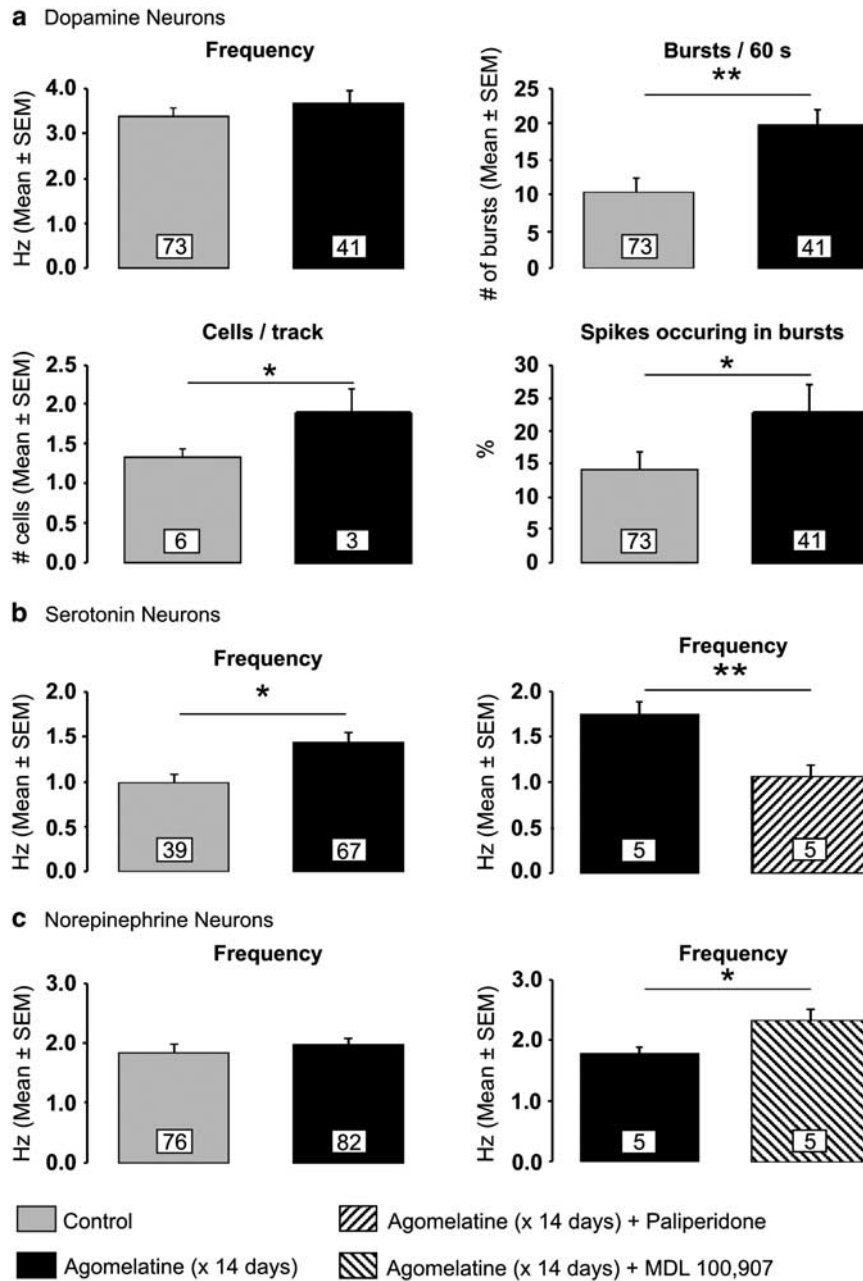 a Dopamine Neurons
Frequency
Hz (Mean ± SEM)
4.0
3.0
2.0
1.0
0.0
73
41
Bursts / 60 s
**
# of bursts (Mean ± SEM)
25
20
15
10
5
0
73
41
Cells / track
*
# cells (Mean ± SEM)
2.5
2.0
1.5
1.0
0.5
0.0
6
3
Spikes occuring in bursts
*
%
30
25
20
15
10
5
0
73
41
b Serotonin Neurons
Frequency
*
Hz (Mean ± SEM)
2.0
1.5
1.0
0.5
0.0
39
67
Frequency
**
Hz (Mean ± SEM)
2.0
1.5
1.0
0.5
0.0
5
5
c Norepinephrine Neurons
Frequency
Hz (Mean ± SEM)
3.0
2.0
1.0
0.0
76
82
Frequency
*
Hz (Mean ± SEM)
3.0
2.0
1.0
0.0
5
5
Control
Agomelatine (x 14 days) + Paliperidone
Agomelatine (x 14 days)
Agomelatine (x 14 days) + MDL 100,907